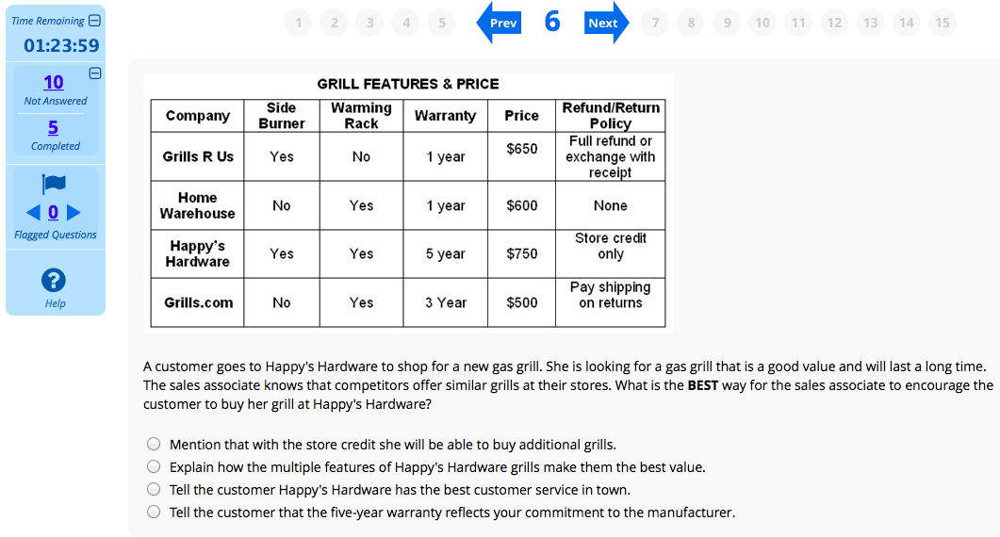 Time Remaining
01:23:59
10
Not Answered
5
Completed
0
Flagged Questions
?
Help
1 2 3 4 5 Prev 6 Next 7 8 9 10 11 12 13 14 15
GRILL FEATURES & PRICE
Company Side Burner Warming Rack Warranty Price Refund/Return Policy
Grills R Us Yes No 1 year $650 Full refund or exchange with receipt
Home Warehouse No Yes 1 year $600 None
Happy's Hardware Yes Yes 5 year $750 Store credit only
Grills.com No Yes 3 Year $500 Pay shipping on returns
A customer goes to Happy's Hardware to shop for a new gas grill. She is looking for a gas grill that is a good value and will last a long time.
The sales associate knows that competitors offer similar grills at their stores. What is the BEST way for the sales associate to encourage the
customer to buy her grill at Happy's Hardware?
Mention that with the store credit she will be able to buy additional grills.
Explain how the multiple features of Happy's Hardware grills make them the best value.
Tell the customer Happy's Hardware has the best customer service in town.
Tell the customer that the five-year warranty reflects your commitment to the manufacturer.